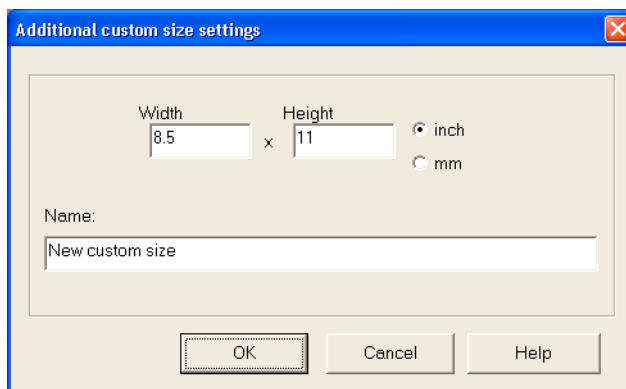 Additional custom size settings
Width Height
8.5 x 11
inch
mm
Name:
New custom size
OK Cancel Help